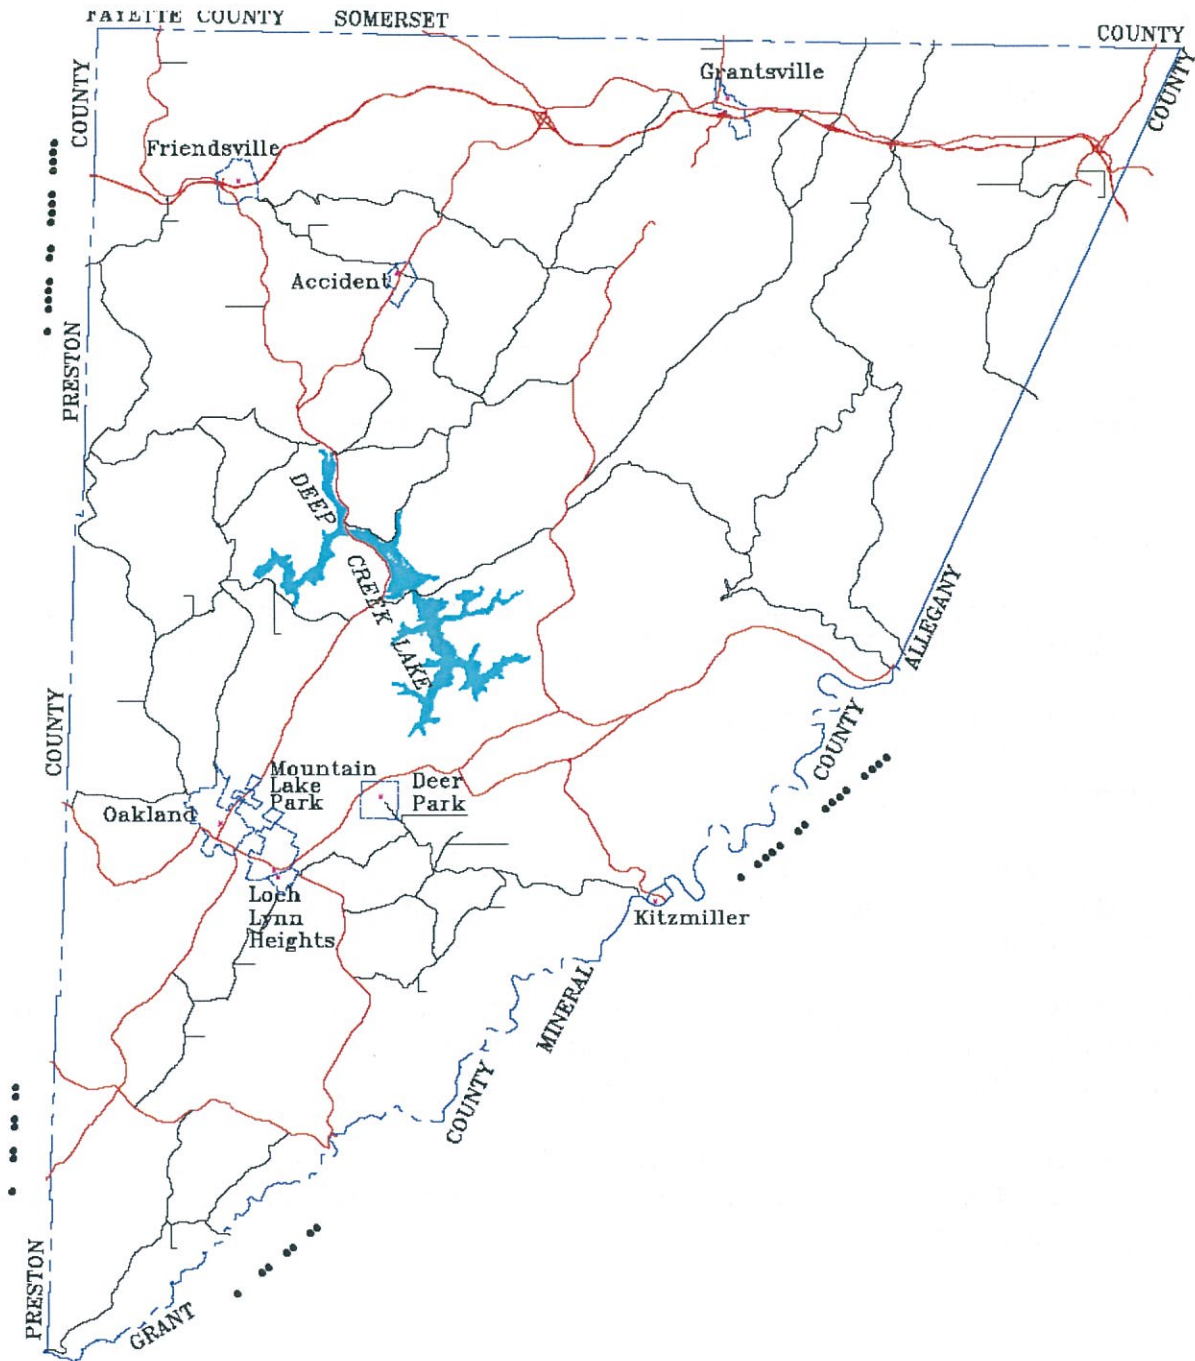 FAYETTE COUNTY SOMERSET COUNTY
COUNTY
COUNTY
Grantsville
Friendsville
Accident
PRESTON
DEEP
CREEK
LAKE
ALLEGANY
COUNTY
COUNTY
Mountain
Lake
Park
Deer
Park
Oakland
Loch
Lynn
Heights
Kitzmiller
MINERAL
COUNTY
PRESTON
GRANT